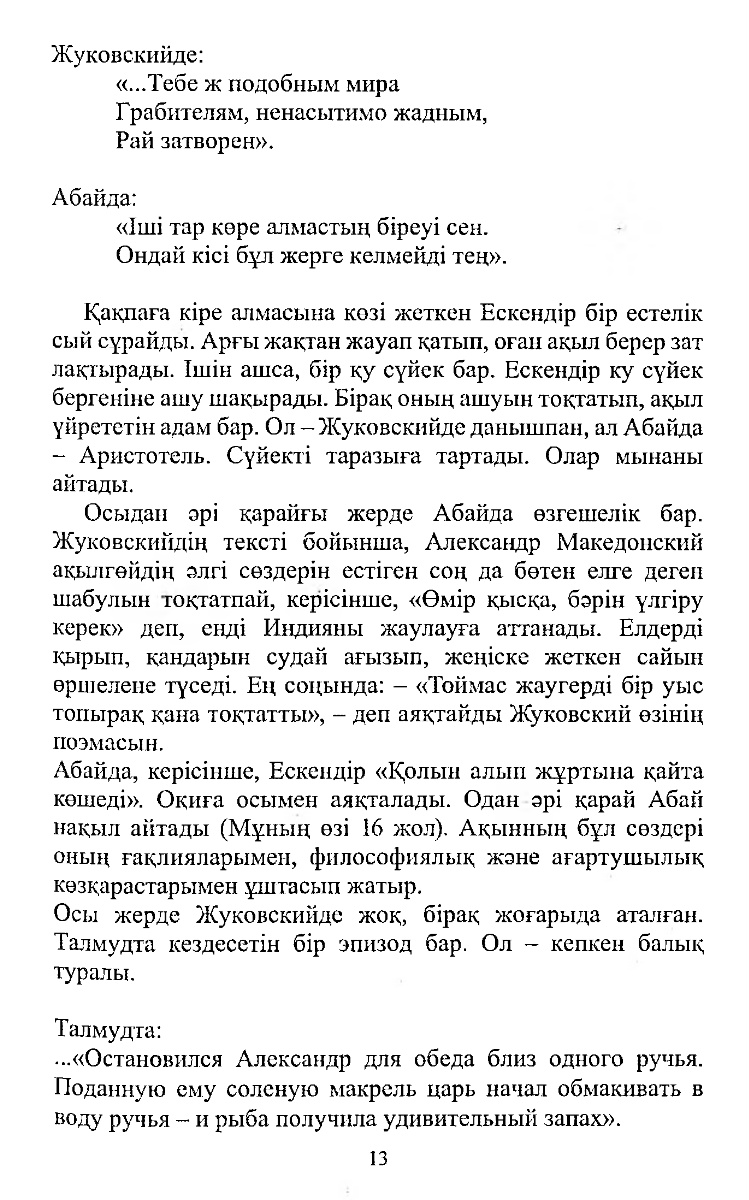 Жуковскийде:
«...Тебе ж подобным мира
Грабителям, ненасытимо жадным,
Рай затворен».
Абайда:
«Іші тар көре алмастың біреуі сен.
Ондай кісі бұл жерге келмейді тең».
Қақпаға кіре алмасына көзі жеткен Ескендір бір естелік
сый сұрайды. Арғы жақтан жауап қатып, оған ақыл берер зат
лақтырады. Ішін ашса, бір қу сүйек бар. Ескендір ку сүйек
бергеніне ашу шақырады. Бірақ оның ашуын тоқтатып, ақыл
үйрететін адам бар. Ол – Жуковскийде данышпан, ал Абайда
– Аристотель. Сүйекті таразыға тартады. Олар мынаны
айтады.
Осыдан әрі қарайғы жерде Абайда өзгешелік бар.
Жуковскийдің тексті бойынша, Александр Македонский
ақылгөйдің әлгі сөздерін естіген соң да бөтен елге деген
шабулын тоқтатпай, керісінше, «Өмір қысқа, бәрін үлгіру
керек» деп, енді Индияны жаулауға аттанады. Елдерді
қырып, қандарын судай ағызып, жеңіске жеткен сайын
өршелене түседі. Ең соңында: – «Тоймас жаугерді бір уыс
топырақ қана тоқтатты», – деп аяқтайды Жуковский өзінің
поэмасын.
Абайда, керісінше, Ескендір «Қолын алып жұртына қайта
көшеді». Оқиға осымен аяқталады. Одан әрі қарай Абай
нақыл айтады (Мұның өзі 16 жол). Ақынның бұл сөздері
оның ғақлияларымен, философиялық және ағартушылық
көзқарастарымен ұштасып жатыр.
Осы жерде Жуковскийде жоқ, бірақ жоғарыда аталған.
Талмудта кездесетін бір эпизод бар. Ол – кепкен балық
туралы.
Талмудта:
...«Остановился Александр для обеда близ одного ручья.
Поданную ему соленую макрель царь начал обмакивать в
воду ручья – и рыба получила удивительный запах».
13